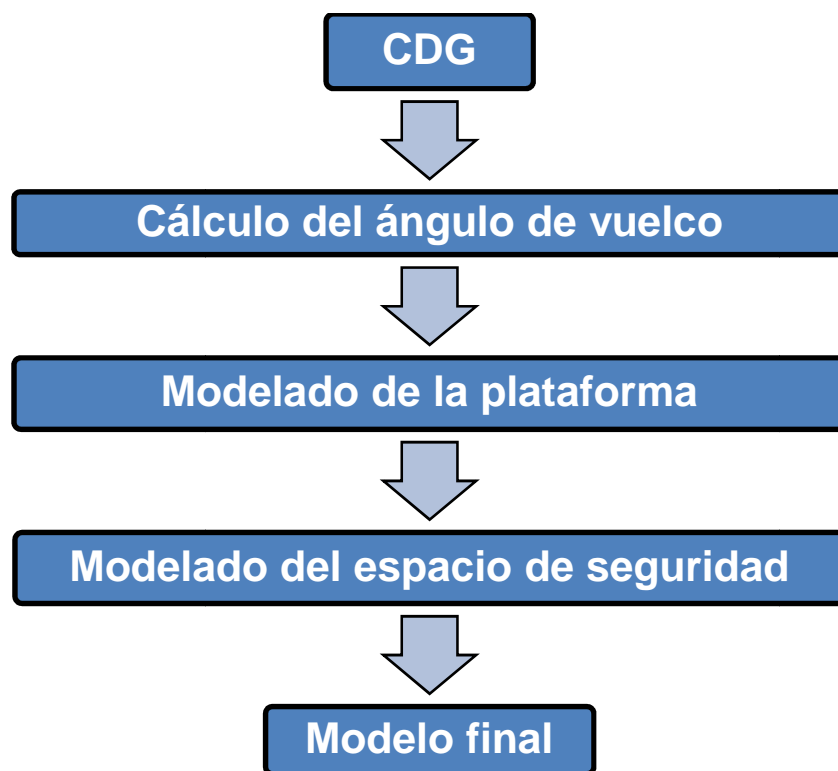 CDG
Cálculo del ángulo de vuelco
Modelado de la plataforma
Modelado del espacio de seguridad
Modelo final